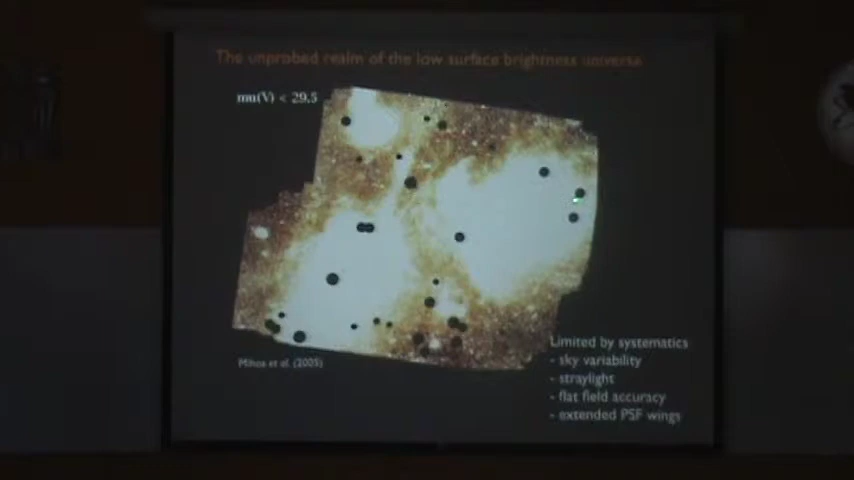 The unprobed realm of the low surface brightness universe
mu(V) < 29.5
Limited by systematics
- sky variability
- straylight
- flat field accuracy
- extended PSF wings
Mihos et al. (2005)